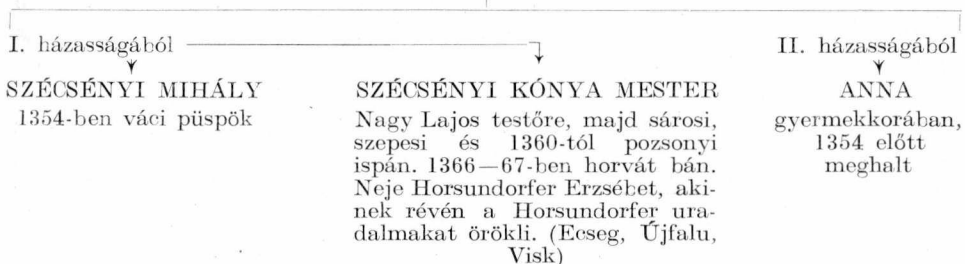 I. házasságából
II. házasságából
SZÉCSÉNYI MIHÁLY
1354-ben váci püspök
SZÉCSÉNYI KÓNYA MESTER
Nagy Lajos testőre, majd sárosi,
szepesi és 1360-tól pozsonyi
ispán. 1366—67-ben horvát bán.
Neje Horsundorfer Erzsébet, aki-
nek révén a Horsundorfer ura-
dalmakat örökli. (Ecseg, Újfalu,
Visk)
ANNA
gyermekkorában,
1354 előtt
meghalt